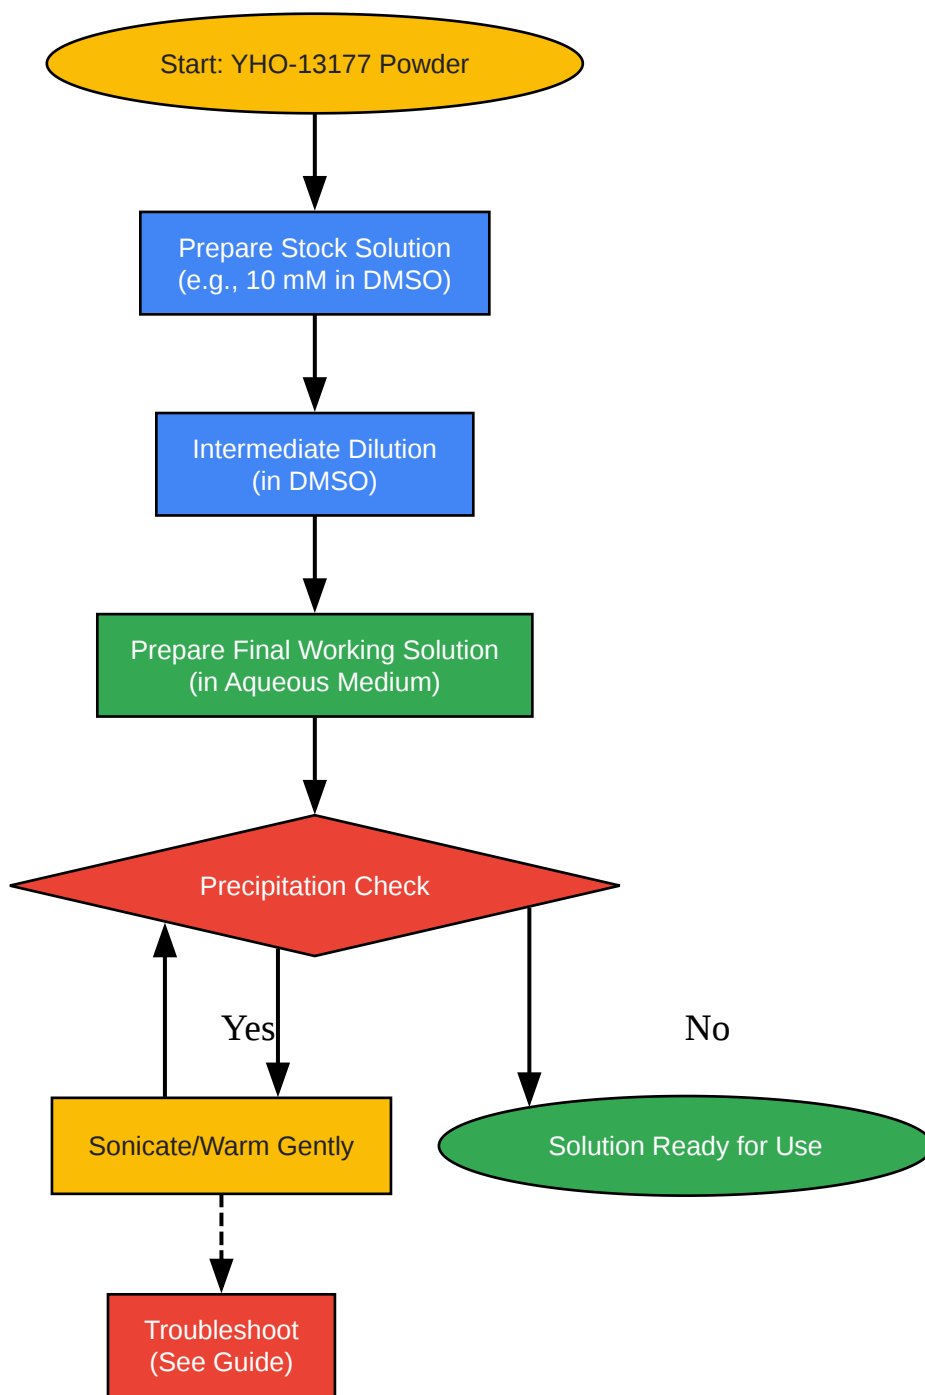 Start: YHO-13177 Powder
Prepare Stock Solution
(e.g., 10 mM in DMSO)
Intermediate Dilution
(in DMSO)
Prepare Final Working Solution
(in Aqueous Medium)
Precipitation Check
Yes
No
Sonicate/Warm Gently
Solution Ready for Use
Troubleshoot
(See Guide)